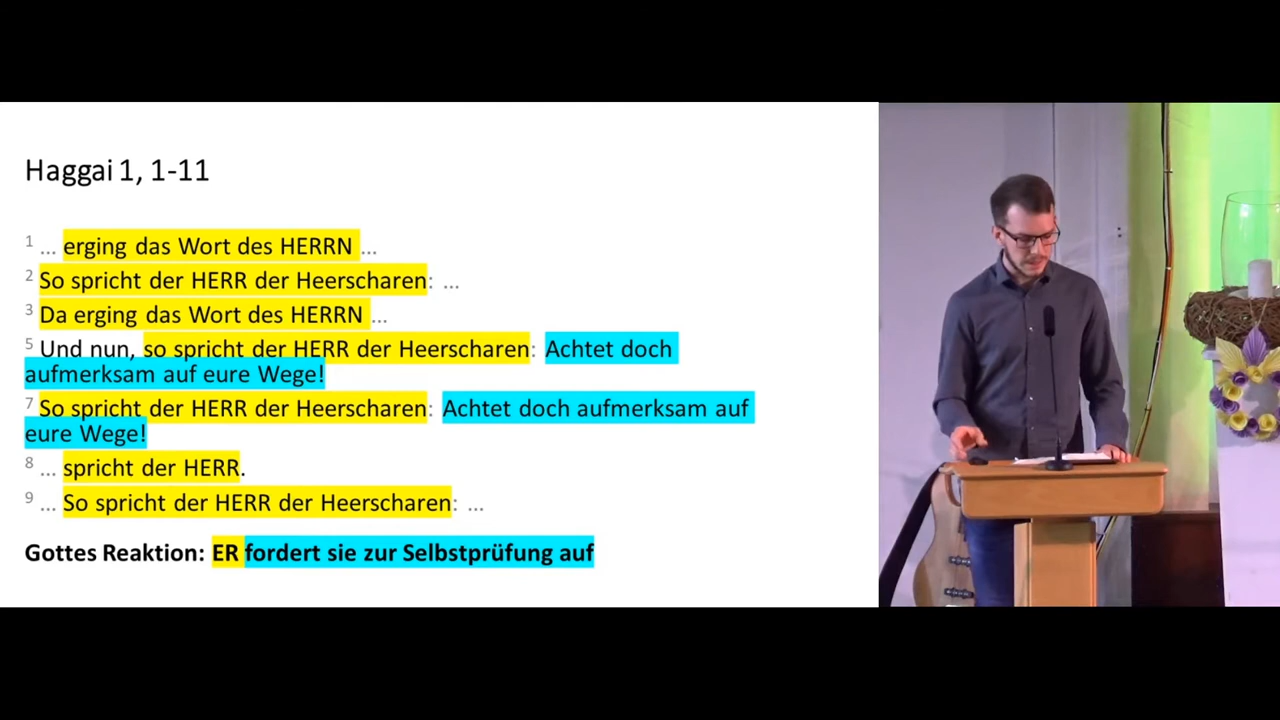 Haggai 1, 1-11
1 ... erging das Wort des HERRN ...
2 So spricht der HERR der Heerscharen: ...
3 Da erging das Wort des HERRN ...
5 Und nun, so spricht der HERR der Heerscharen: Achtet doch
aufmerksam auf eure Wege!
7 So spricht der HERR der Heerscharen: Achtet doch aufmerksam auf
eure Wege!
8 ... spricht der HERR.
9 ... So spricht der HERR der Heerscharen: ...
Gottes Reaktion: ER fordert sie zur Selbstprüfung auf